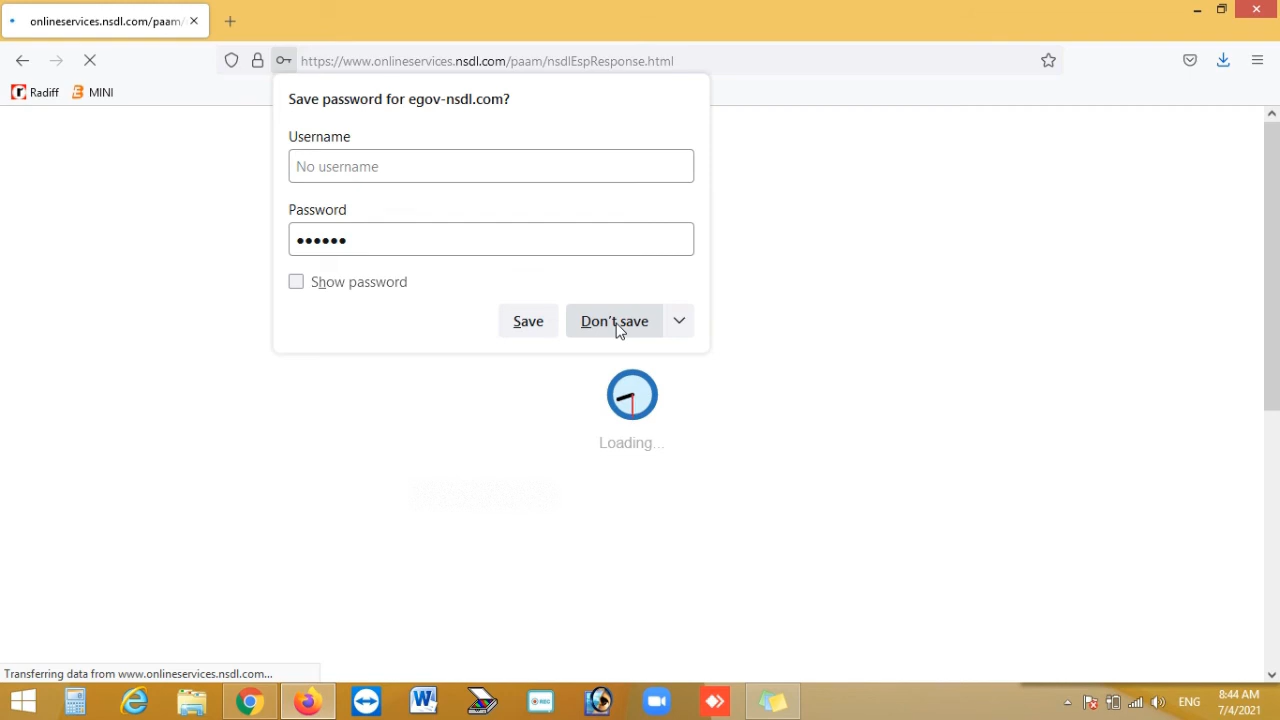 onlineservices.nsdl.com/paam/
https://www.onlineservices.nsdl.com/paam/nsdlEspResponse.html
Radiff
MINI
Save password for egov-nsdl.com?
Username
No username
Password
••••••
Show password
Save
Don't save
Loading...
Transferring data from www.onlineservices.nsdl.com...
REC
ENG
8:44 AM
7/4/2021